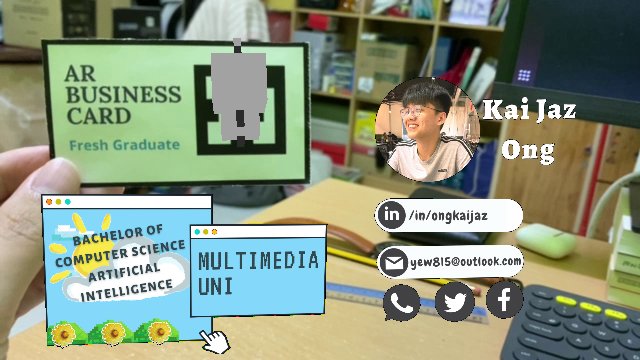 AR
BUSINESS
CARD
Fresh Graduate
Kai Jaz
Ong
in /in/ongkaijaz
yew815@outlook.com
BACHELOR OF
COMPUTER SCIENCE
ARTIFICIAL
INTELLIGENCE
MULTIMEDIA
UNI